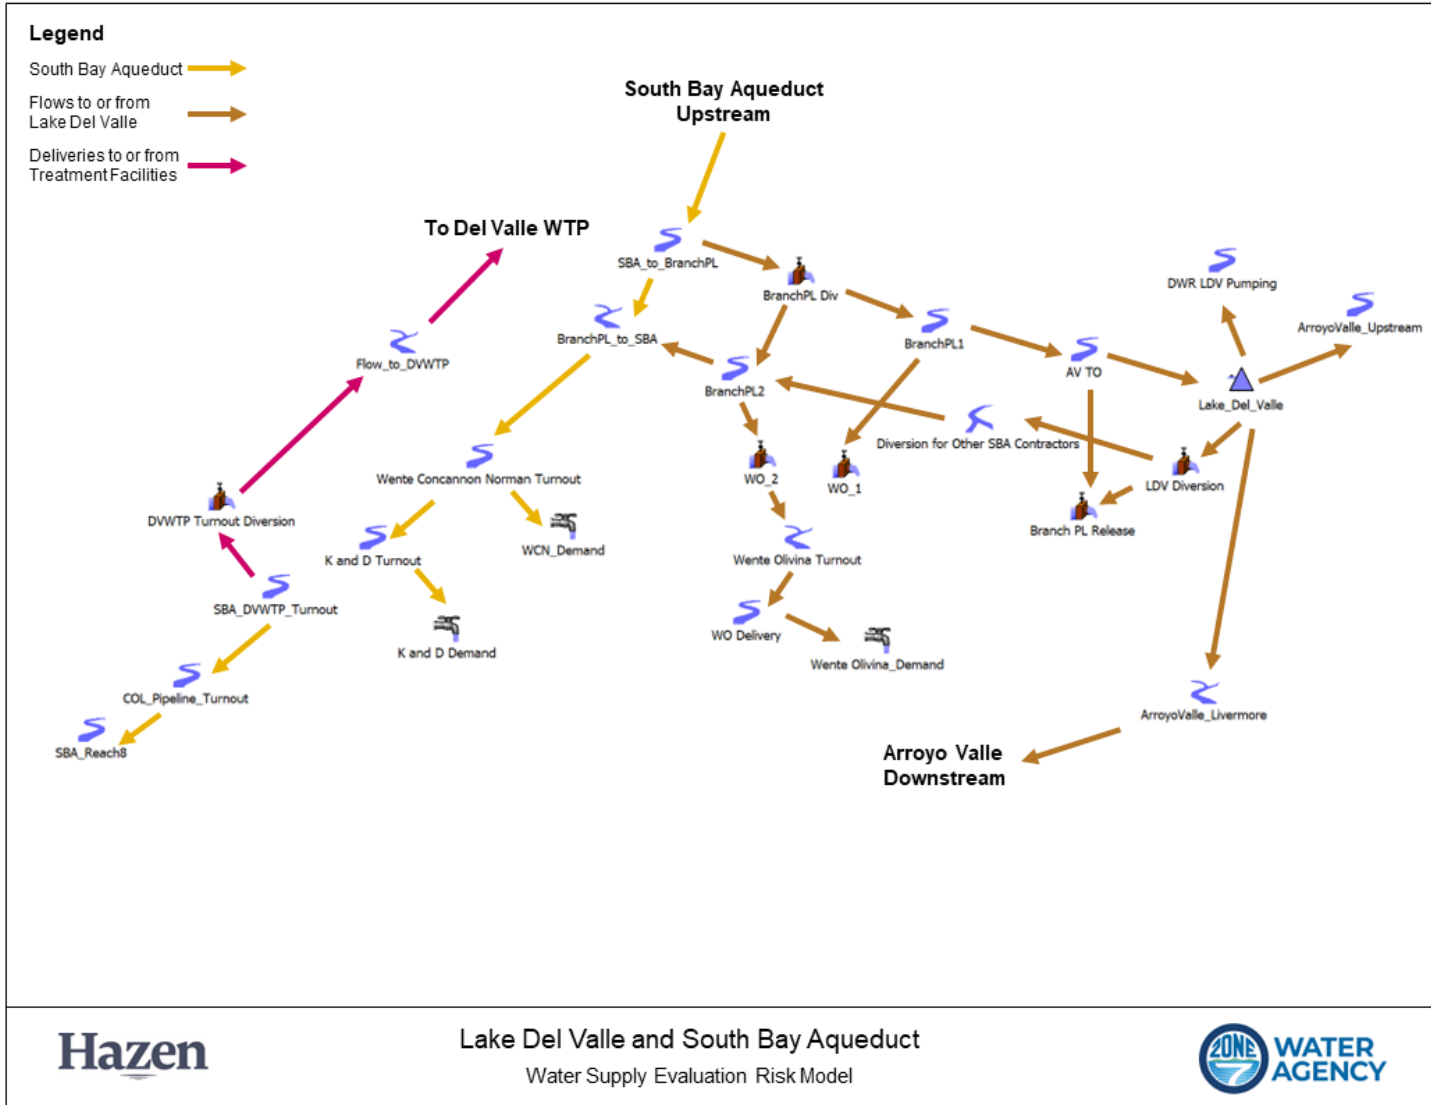 Legend
South Bay Aqueduct
Flows to or from
Lake Del Valle
Deliveries to or from
Treatment Facilities
South Bay Aqueduct
Upstream
To Del Valle WTP
SBA_to_BranchPL
BranchPL Div
DWR LDV Pumping
ArroyoValle_Upstream
BranchPL_to_SBA
BranchPL1
Flow_to_DVWTP
AV TO
BranchPL2
Lake_Del_Valle
Diversion for Other SBA Contractors
Wente Concannon Norman Turnout
WO_2
WO_1
LDV Diversion
DVWTP Turnout Diversion
Branch PL Release
WCN_Demand
K and D Turnout
Wente Olivina Turnout
SBA_DVWTP_Turnout
WO Delivery
K and D Demand
Wente Olivina_Demand
COL_Pipeline_Turnout
ArroyoValle_Livermore
SBA_Reach8
Arroyo Valle
Downstream
Hazen
Lake Del Valle and South Bay Aqueduct
Water Supply Evaluation Risk Model
ZONE
7
WATER
AGENCY